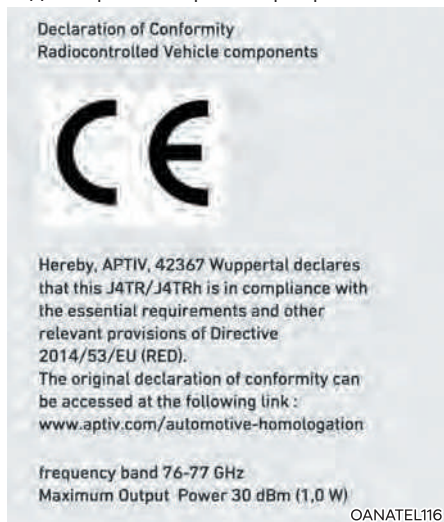 Declaration of Conformity
Radiocontrolled Vehicle components
CE
Hereby, APTIV, 42367 Wuppertal declares
that this J4TR/J4TRh is in compliance with
the essential requirements and other
relevant provisions of Directive
2014/53/EU (RED).
The original declaration of conformity can
be accessed at the following link :
www.aptiv.com/automotive-homologation
frequency band 76-77 GHz
Maximum Output Power 30 dBm (1,0 W)
OANATEL116